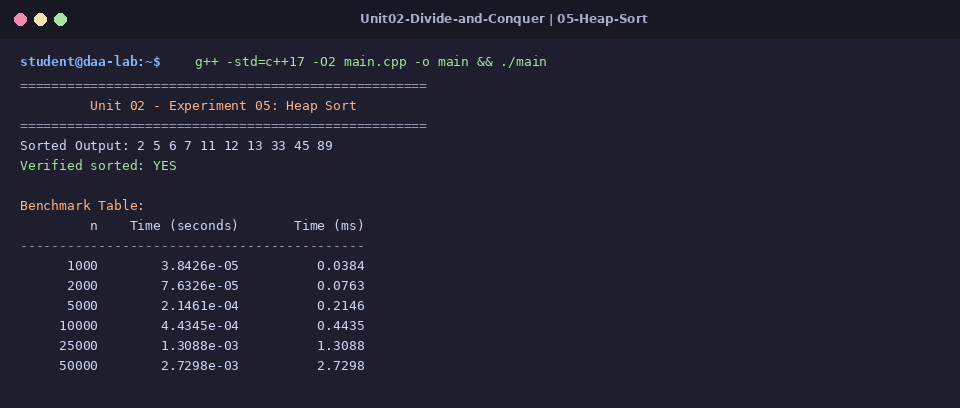 Unit02-Divide-and-Conquer | 05-Heap-Sort
student@daa-lab:~$ g++ -std=c++17 -O2 main.cpp -o main && ./main
====================================================
Unit 02 - Experiment 05: Heap Sort
====================================================
Sorted Output: 2 5 6 7 11 12 13 33 45 89
Verified sorted: YES
Benchmark Table:
n Time (seconds) Time (ms)
--------------------------------------------
1000 3.8426e-05 0.0384
2000 7.6326e-05 0.0763
5000 2.1461e-04 0.2146
10000 4.4345e-04 0.4435
25000 1.3088e-03 1.3088
50000 2.7298e-03 2.7298